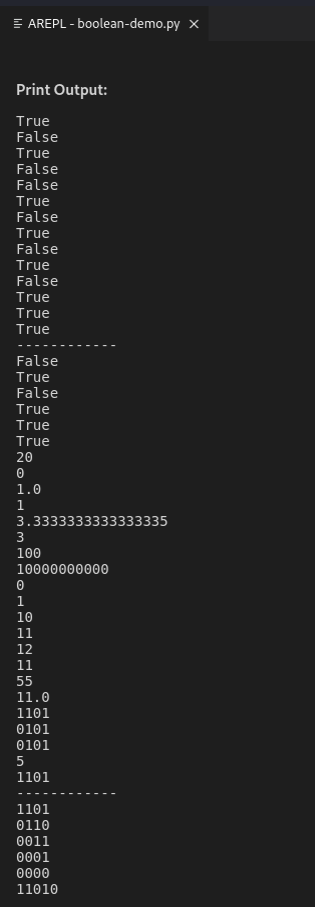 AREPL - boolean-demo.py
Print Output:
True
False
True
False
False
True
False
True
False
True
False
True
True
True
------------
False
True
False
True
True
True
20
0
1.0
1
3.3333333333333335
3
100
10000000000
0
1
10
11
12
11
55
11.0
1101
0101
0101
5
1101
------------
1101
0110
0011
0001
0000
11010